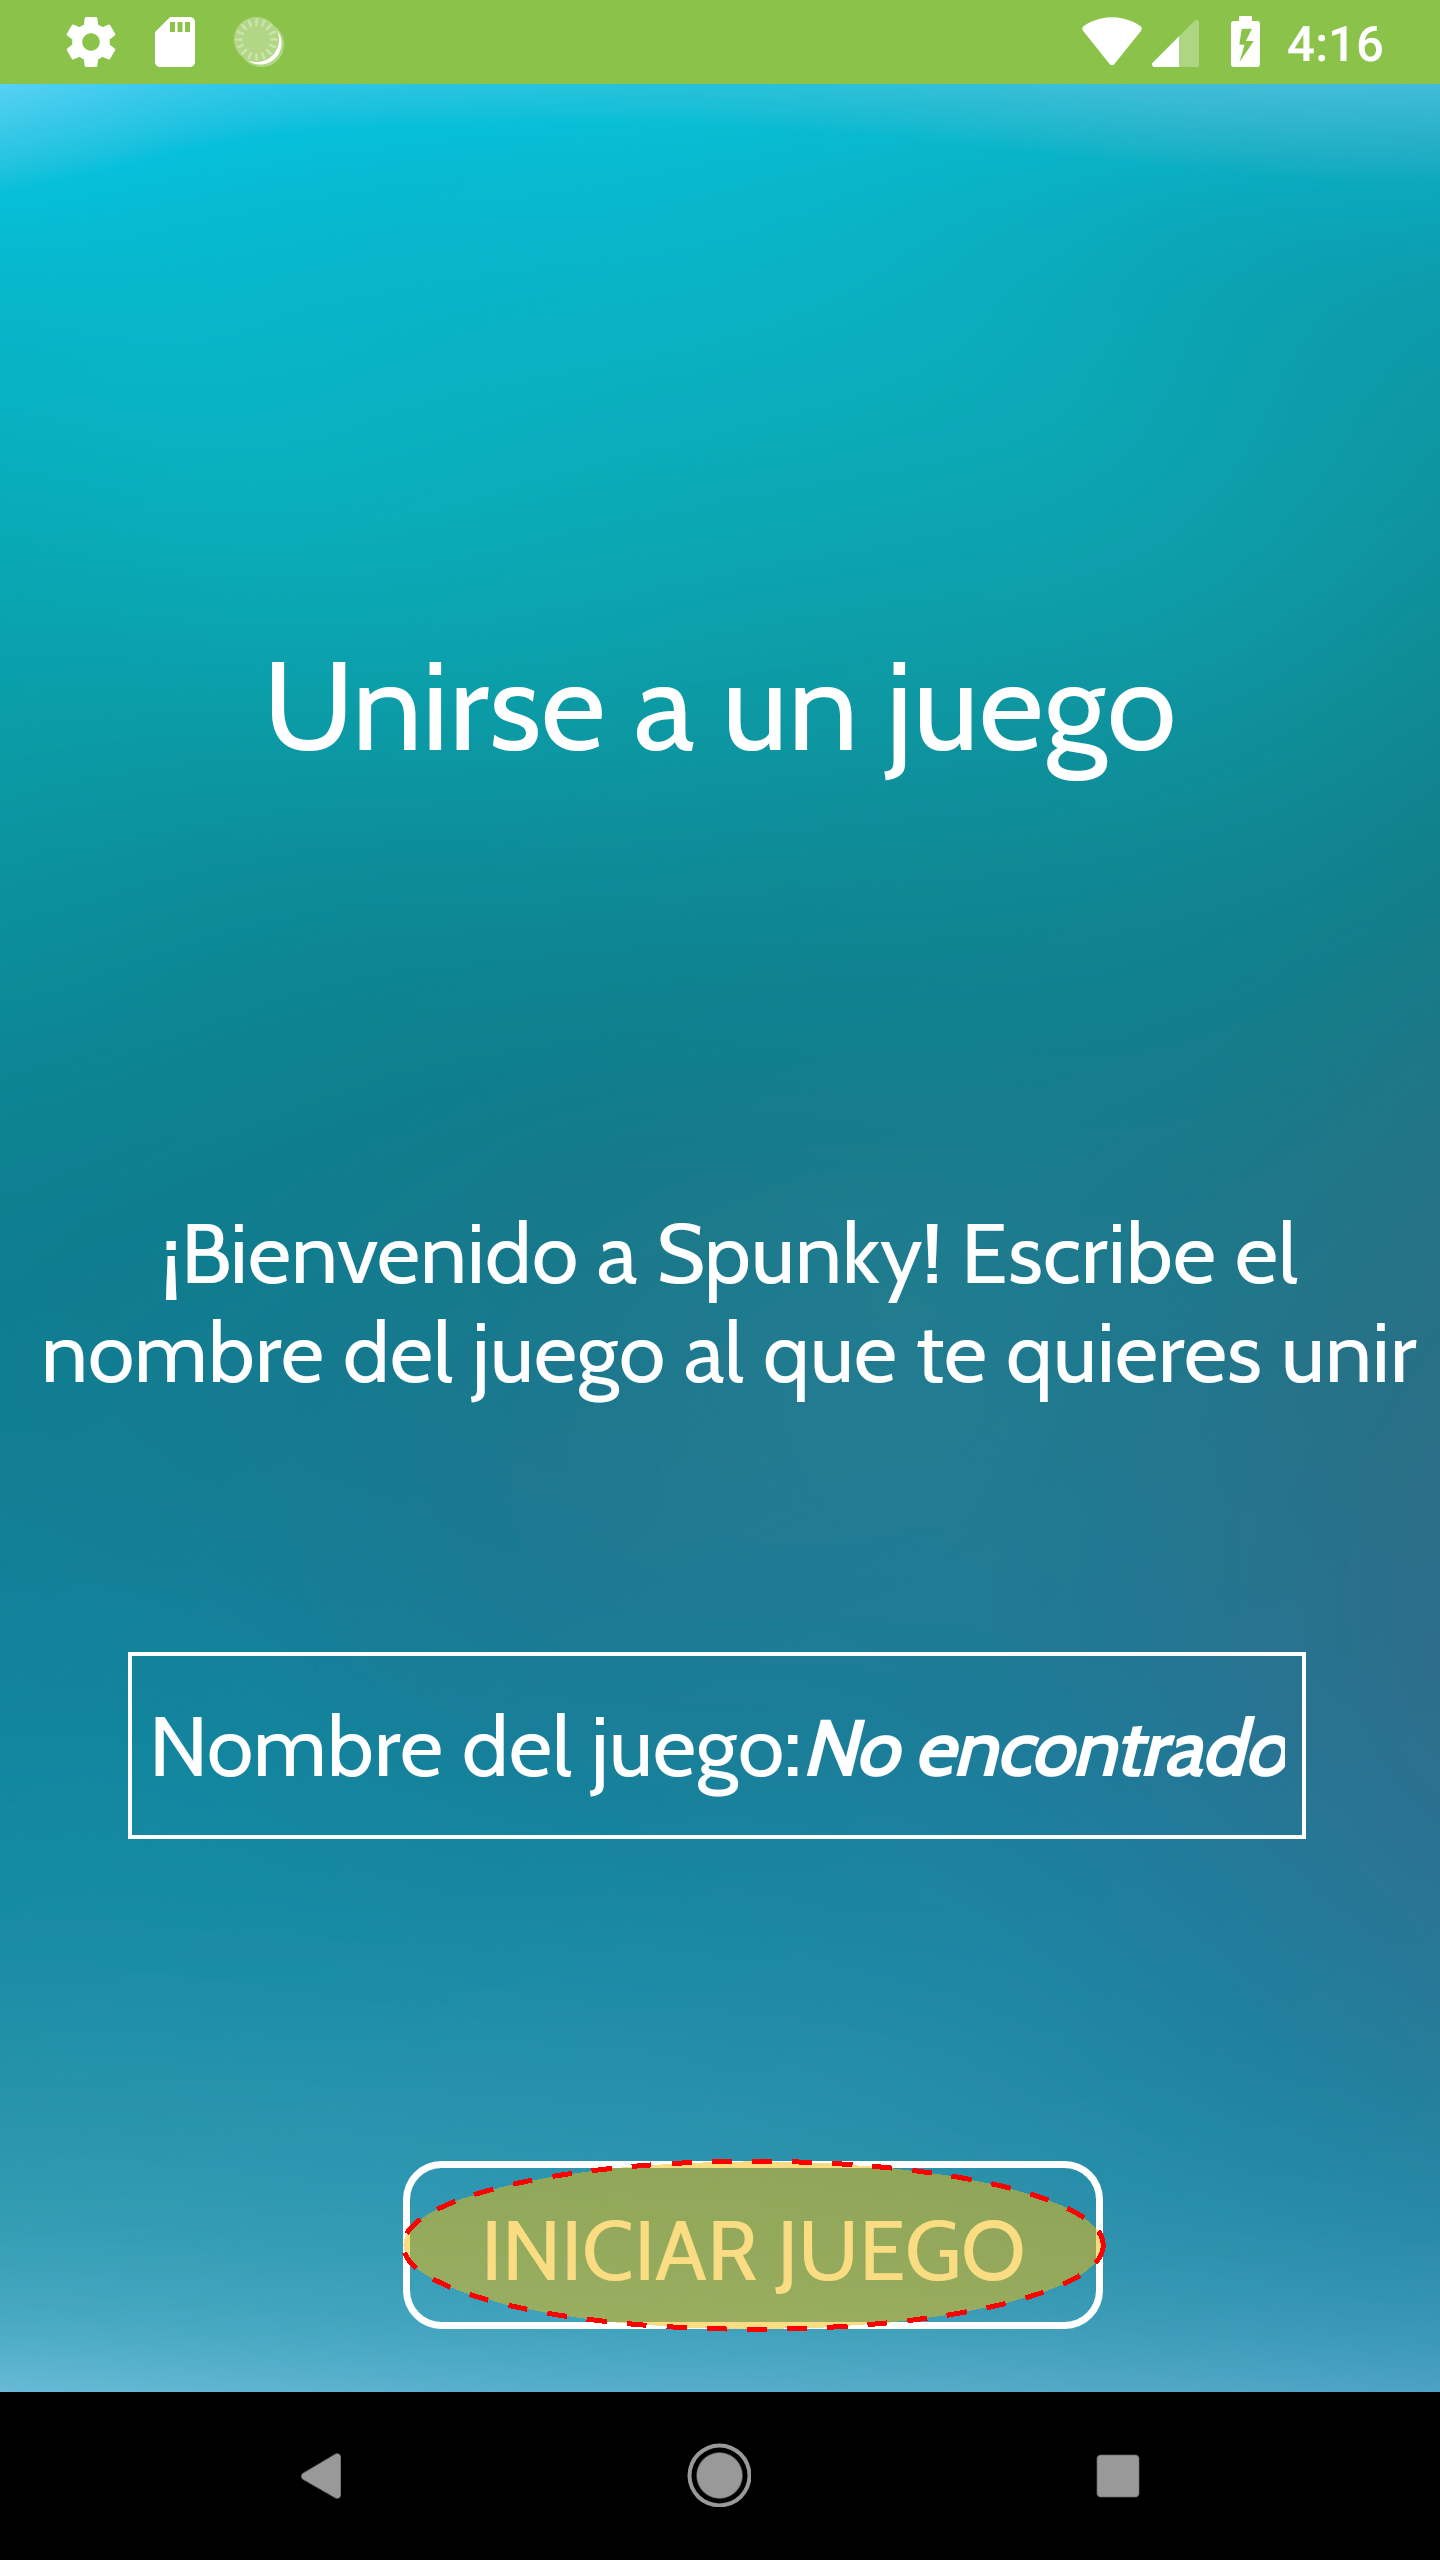 4:16
Unirse a un juego
¡Bienvenido a Spunky! Escribe el
nombre del juego al que te quieres unir
Nombre del juego:No encontrado
INICIAR JUEGO